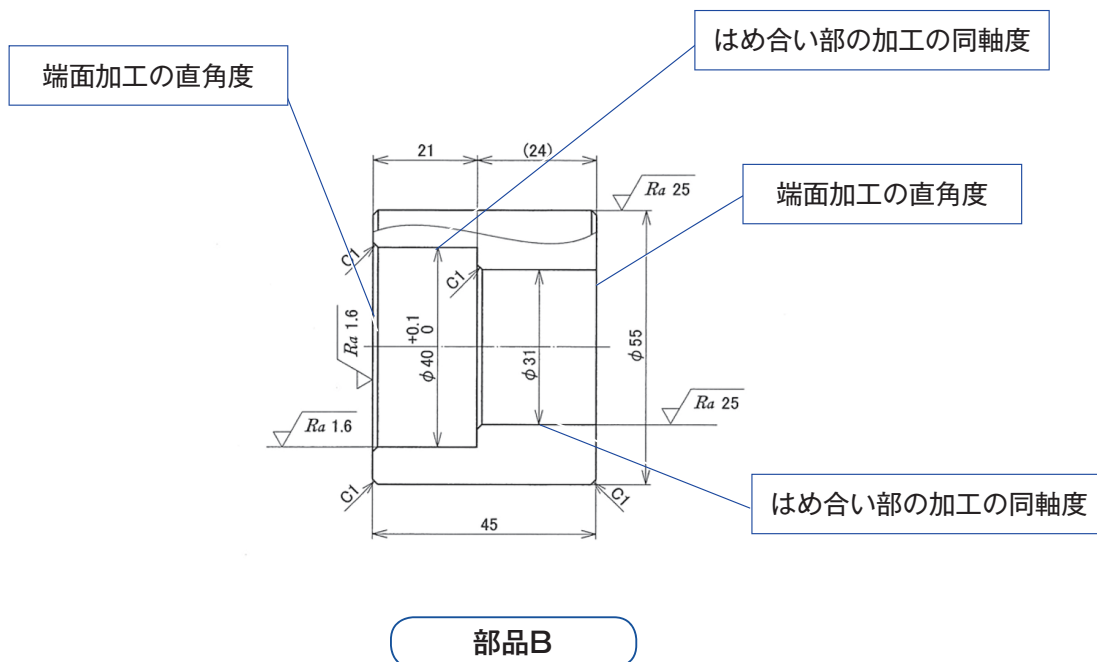 はめ合い部の加工の同軸度
端面加工の直角度
21
(24)
Ra 25
端面加工の直角度
C1
C1
Ra 1.6
φ40 +0.1 0
φ31
φ55
Ra 25
Ra 1.6
C1
C1
はめ合い部の加工の同軸度
45
部品B